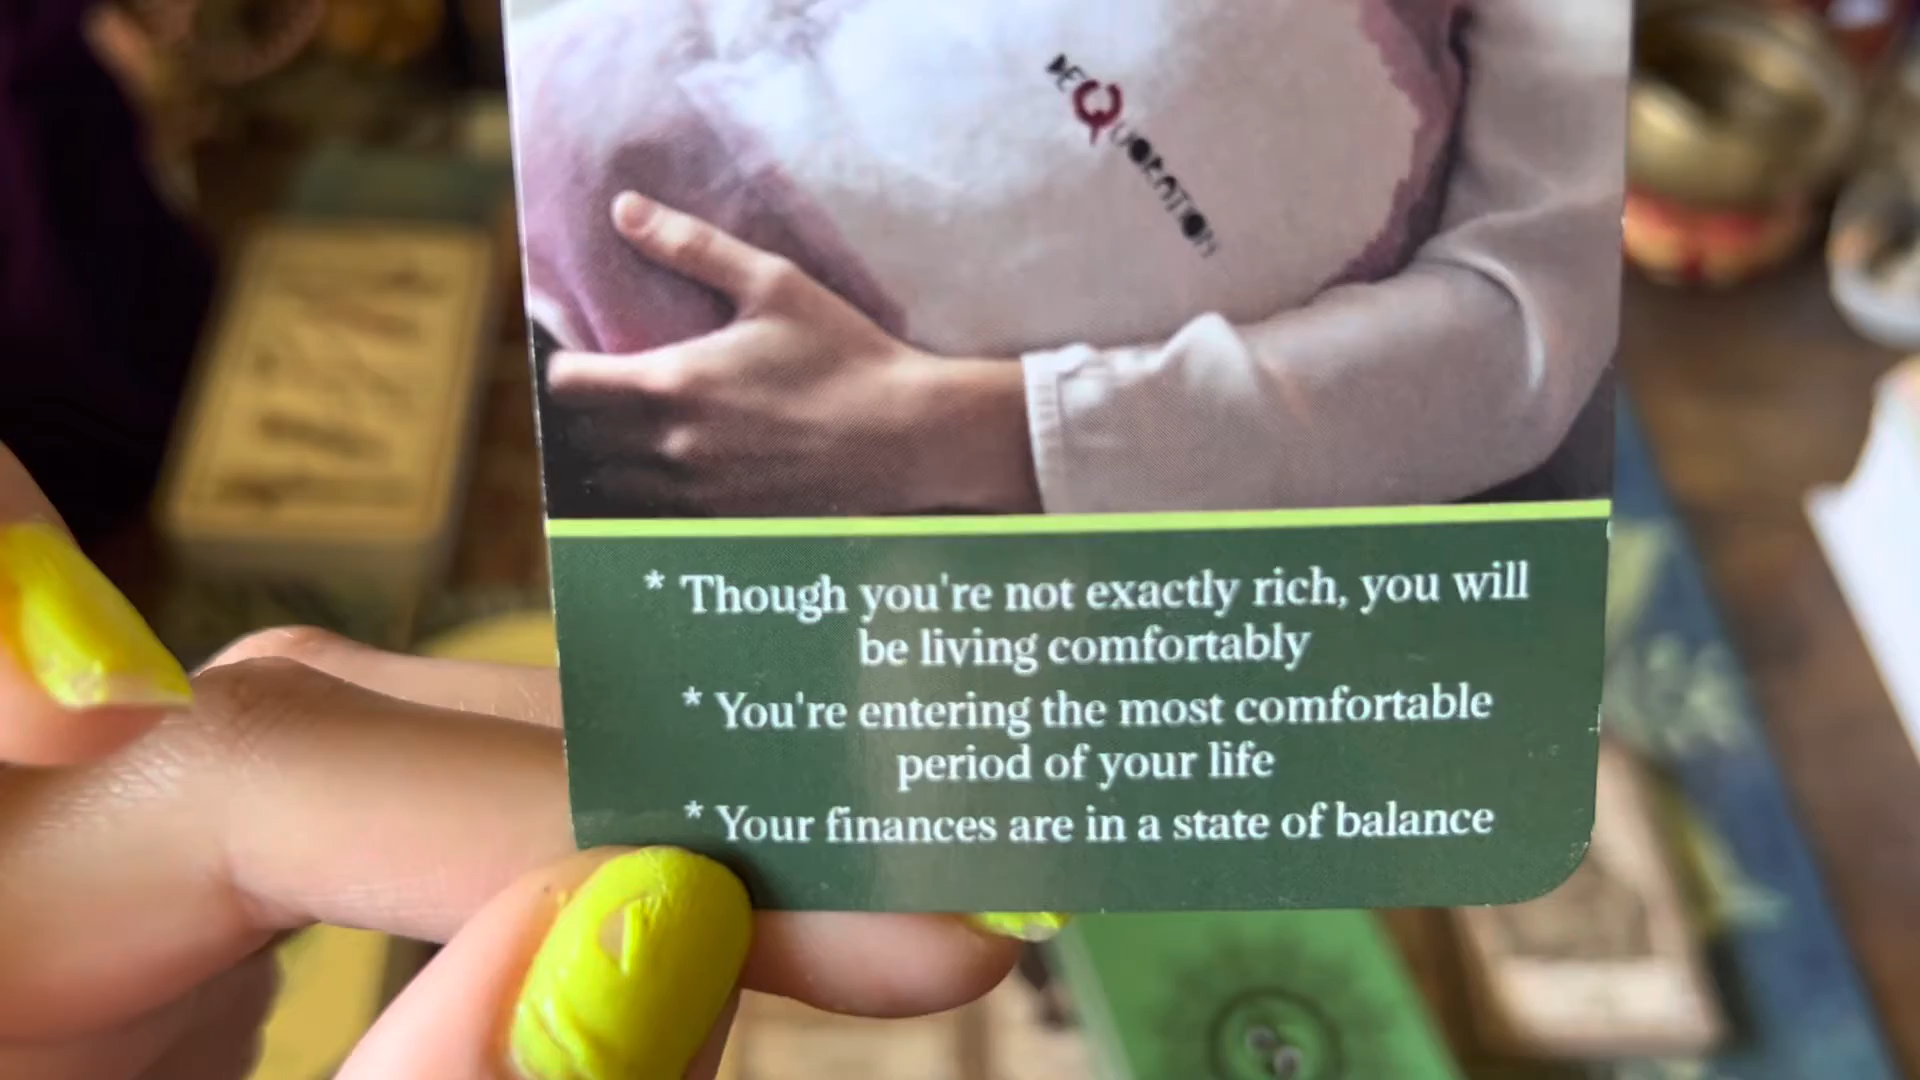 * Though you're not exactly rich, you will
be living comfortably
* You're entering the most comfortable
period of your life
* Your finances are in a state of balance